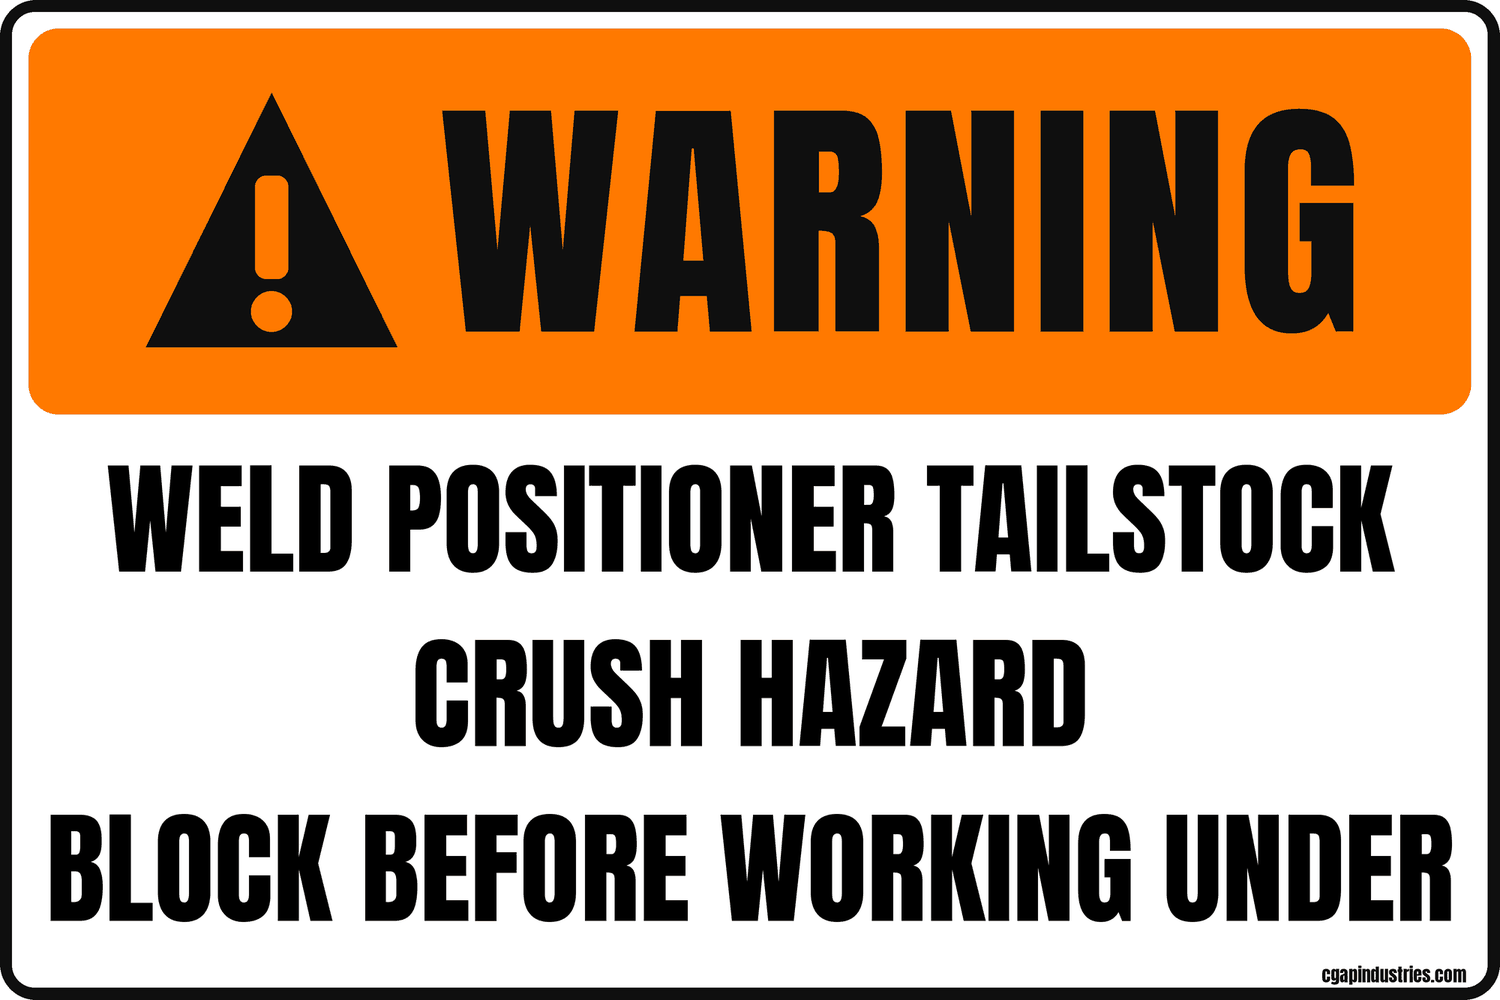 WARNING
WELD POSITIONER TAILSTOCK
CRUSH HAZARD
BLOCK BEFORE WORKING UNDER
cgapindustries.com